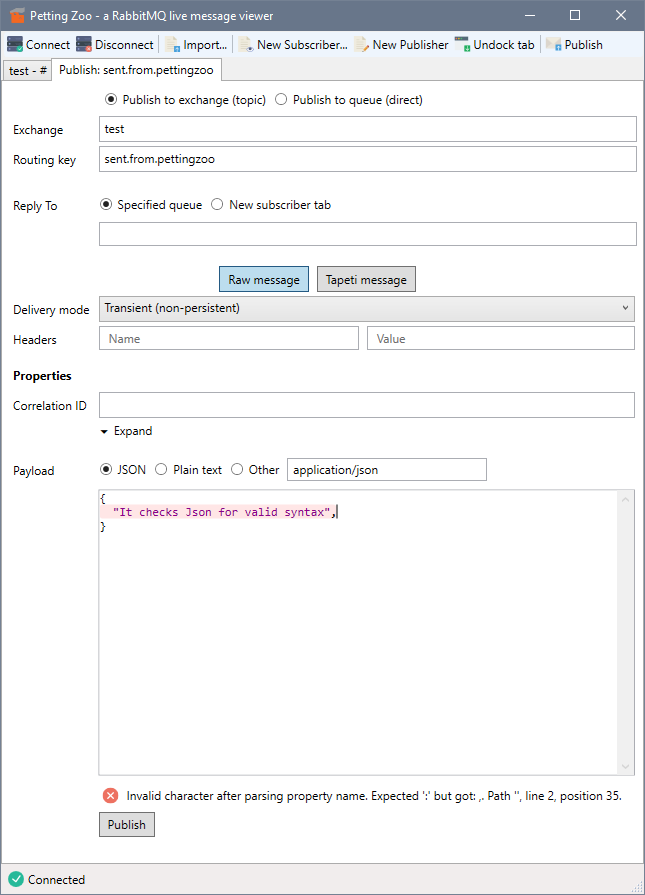 Petting Zoo - a RabbitMQ live message viewer
Connect Disconnect Import... New Subscriber... New Publisher Undock tab Publish
test - # Publish: sent.from.pettingzoo
Publish to exchange (topic) Publish to queue (direct)
Exchange test
Routing key sent.from.pettingzoo
Reply To Specified queue New subscriber tab
Raw message Tapeti message
Delivery mode Transient (non-persistent)
Headers Name Value
Properties
Correlation ID
Expand
Payload JSON Plain text Other application/json
{
"It checks Json for valid syntax",
}
Invalid character after parsing property name. Expected ':' but got: ,. Path '', line 2, position 35.
Publish
Connected